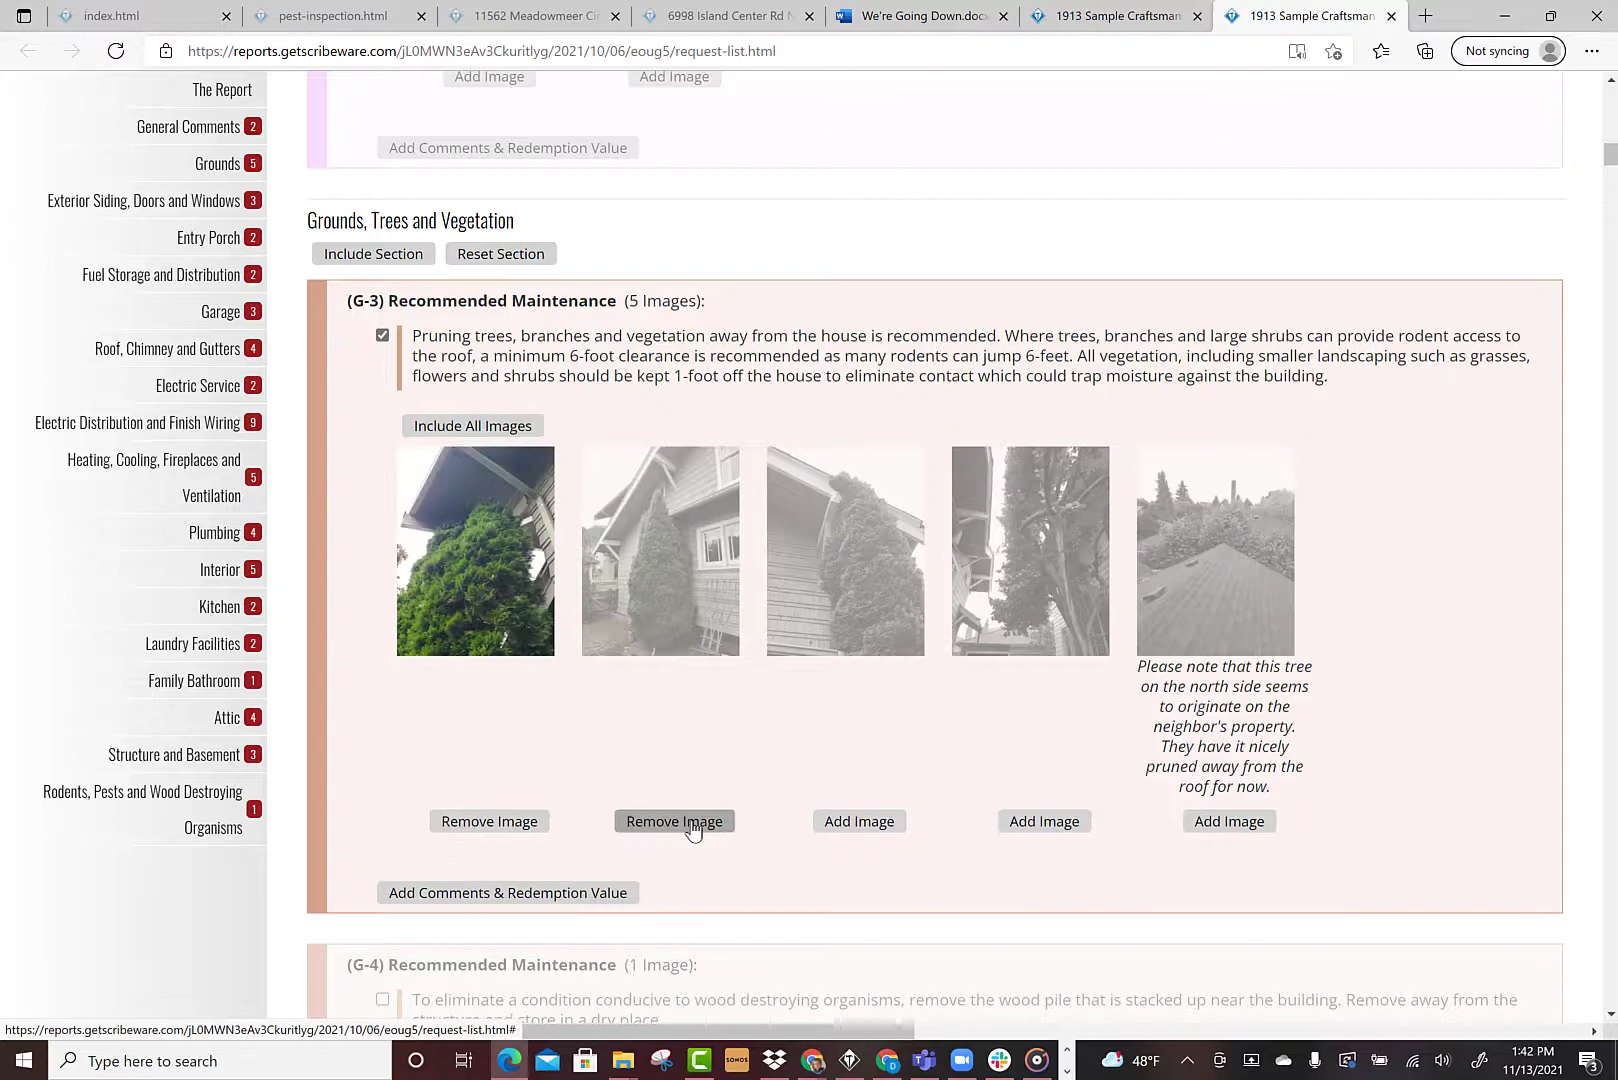 index.html
pest-inspection.html
11562 Meadowmeer Cir
6998 Island Center Rd N
We're Going Down.docx
1913 Sample Craftsman
1913 Sample Craftsman
https://reports.getscribeware.com/jL0MWN3eAv3Ckuritlyg/2021/10/06/eoug5/request-list.html
Not syncing
The Report
General Comments 2
Grounds 5
Exterior Siding, Doors and Windows 3
Entry Porch 2
Fuel Storage and Distribution 2
Garage 3
Roof, Chimney and Gutters 4
Electric Service 2
Electric Distribution and Finish Wiring 9
Heating, Cooling, Fireplaces and
Ventilation 5
Plumbing 4
Interior 5
Kitchen 2
Laundry Facilities 2
Family Bathroom 1
Attic 4
Structure and Basement 3
Rodents, Pests and Wood Destroying
Organisms 1
Add Image
Add Image
Add Comments & Redemption Value
Grounds, Trees and Vegetation
Include Section
Reset Section
(G-3) Recommended Maintenance (5 Images):
Pruning trees, branches and vegetation away from the house is recommended. Where trees, branches and large shrubs can provide rodent access to
the roof, a minimum 6-foot clearance is recommended as many rodents can jump 6-feet. All vegetation, including smaller landscaping such as grasses,
flowers and shrubs should be kept 1-foot off the house to eliminate contact which could trap moisture against the building.
Include All Images
Please note that this tree
on the north side seems
to originate on the
neighbor's property.
They have it nicely
pruned away from the
roof for now.
Remove Image
Remove Image
Add Image
Add Image
Add Image
Add Comments & Redemption Value
(G-4) Recommended Maintenance (1 Image):
To eliminate a condition conducive to wood destroying organisms, remove the wood pile that is stacked up near the building. Remove away from the
structure and store in a dry place.
https://reports.getscribeware.com/jL0MWN3eAv3Ckuritlyg/2021/10/06/eoug5/request-list.html#
Type here to search
SONOS
48°F
1:42 PM
11/13/2021
3